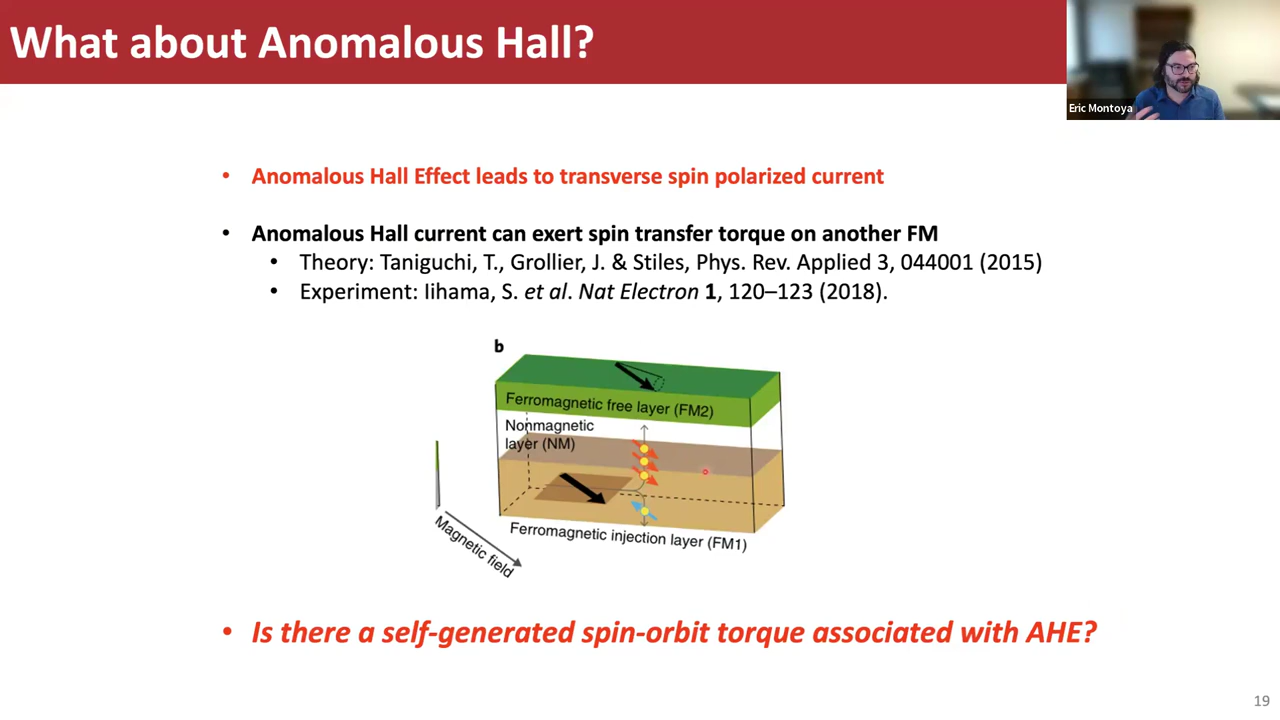 What about Anomalous Hall?
Eric Montoya
• Anomalous Hall Effect leads to transverse spin polarized current
• Anomalous Hall current can exert spin transfer torque on another FM
• Theory: Taniguchi, T., Grollier, J. & Stiles, Phys. Rev. Applied 3, 044001 (2015)
• Experiment: Iihama, S. et al. Nat Electron 1, 120–123 (2018).
b
Ferromagnetic free layer (FM2)
Nonmagnetic
layer (NM)
Ferromagnetic injection layer (FM1)
Magnetic field
• Is there a self-generated spin-orbit torque associated with AHE?
19